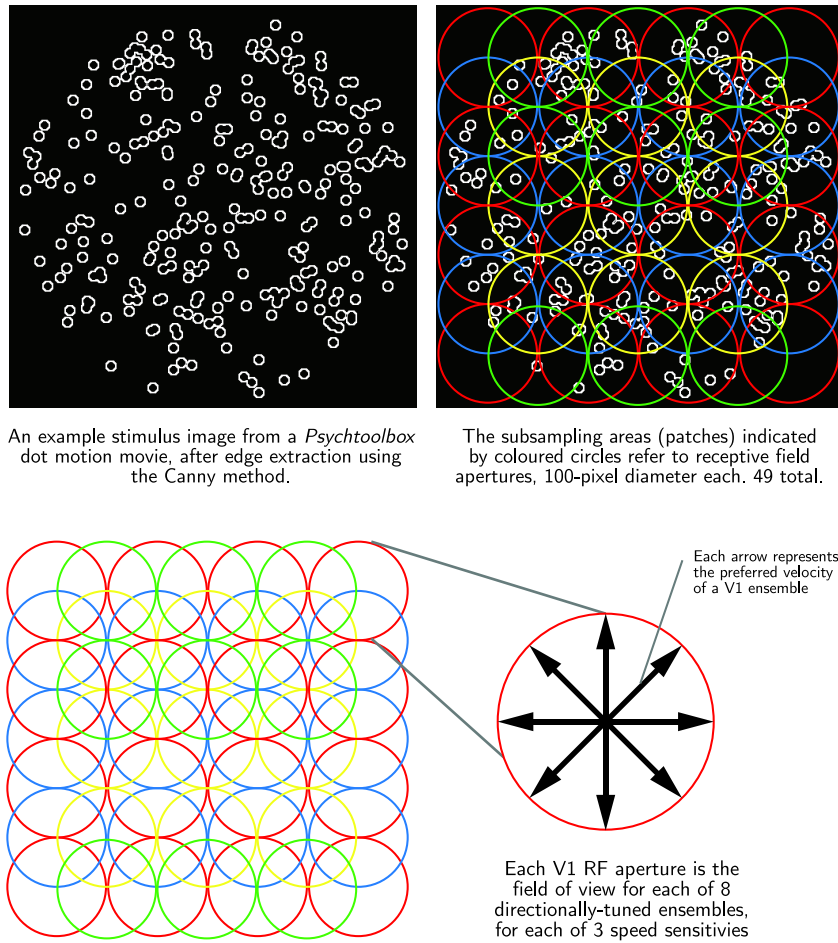 An example stimulus image from a Psychtoolbox
dot motion movie, after edge extraction using
the Canny method.
The subsampling areas (patches) indicated
by coloured circles refer to receptive field
apertures, 100-pixel diameter each. 49 total.
Each arrow represents
the preferred velocity
of a V1 ensemble
Each V1 RF aperture is the
field of view for each of 8
directionally-tuned ensembles,
for each of 3 speed sensitivies